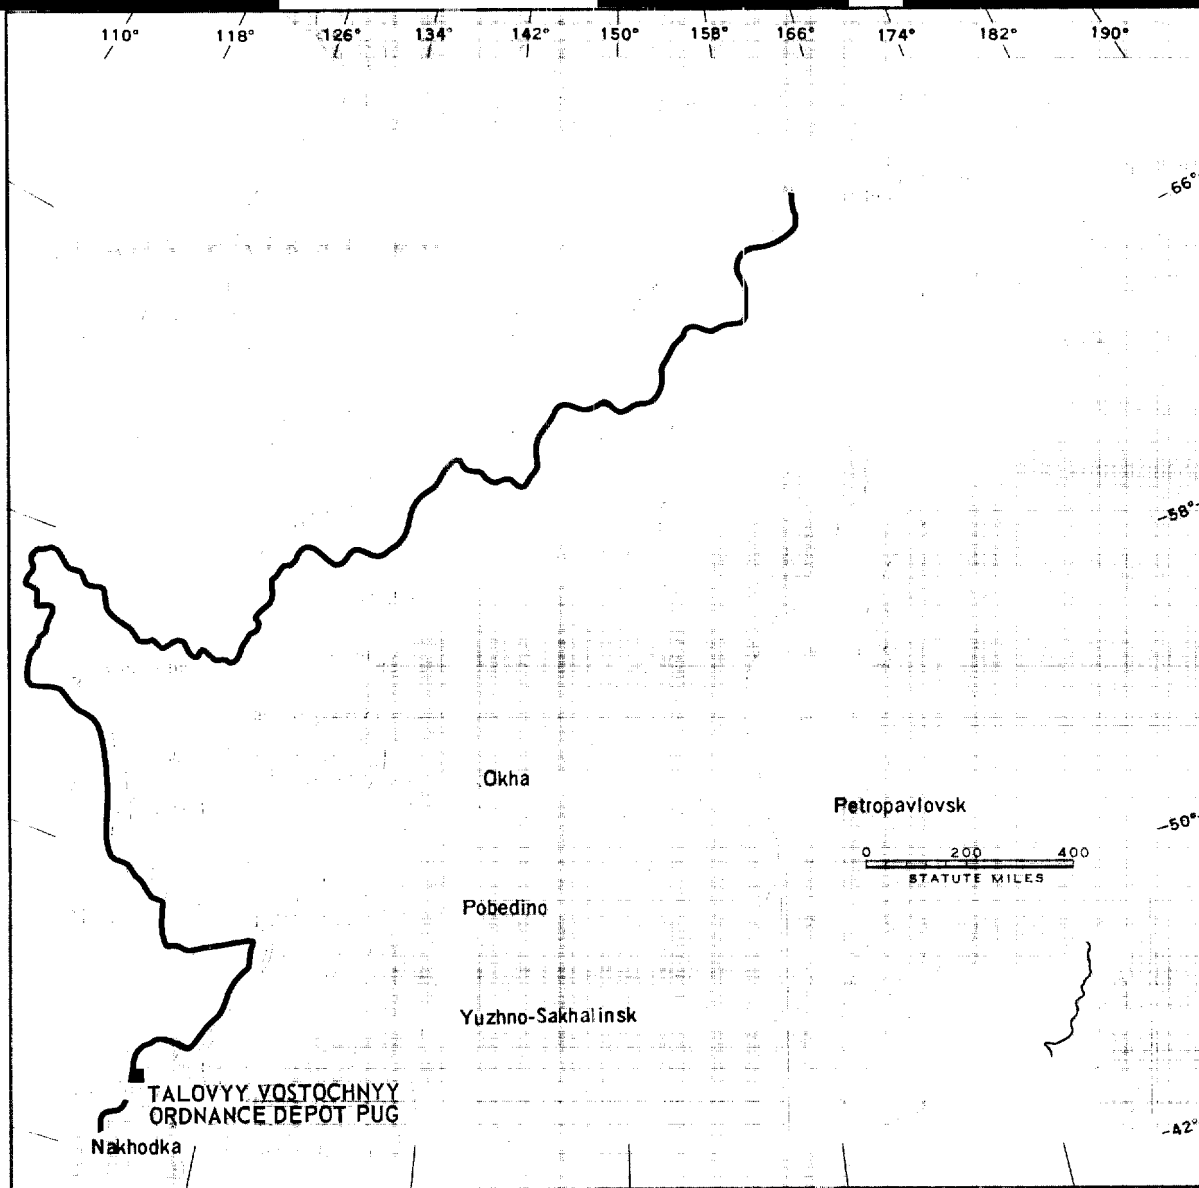 110° 118° 126° 134° 142° 150° 158° 166° 174° 182° 190°
66°
58°
Okha
Petropavlovsk
50°
0 200 400
STATUTE MILES
Pobedino
Yuzhno-Sakhalinsk
TALOVYY VOSTOCHNYY
ORDNANCE DEPOT PUG
42°
Nakhodka